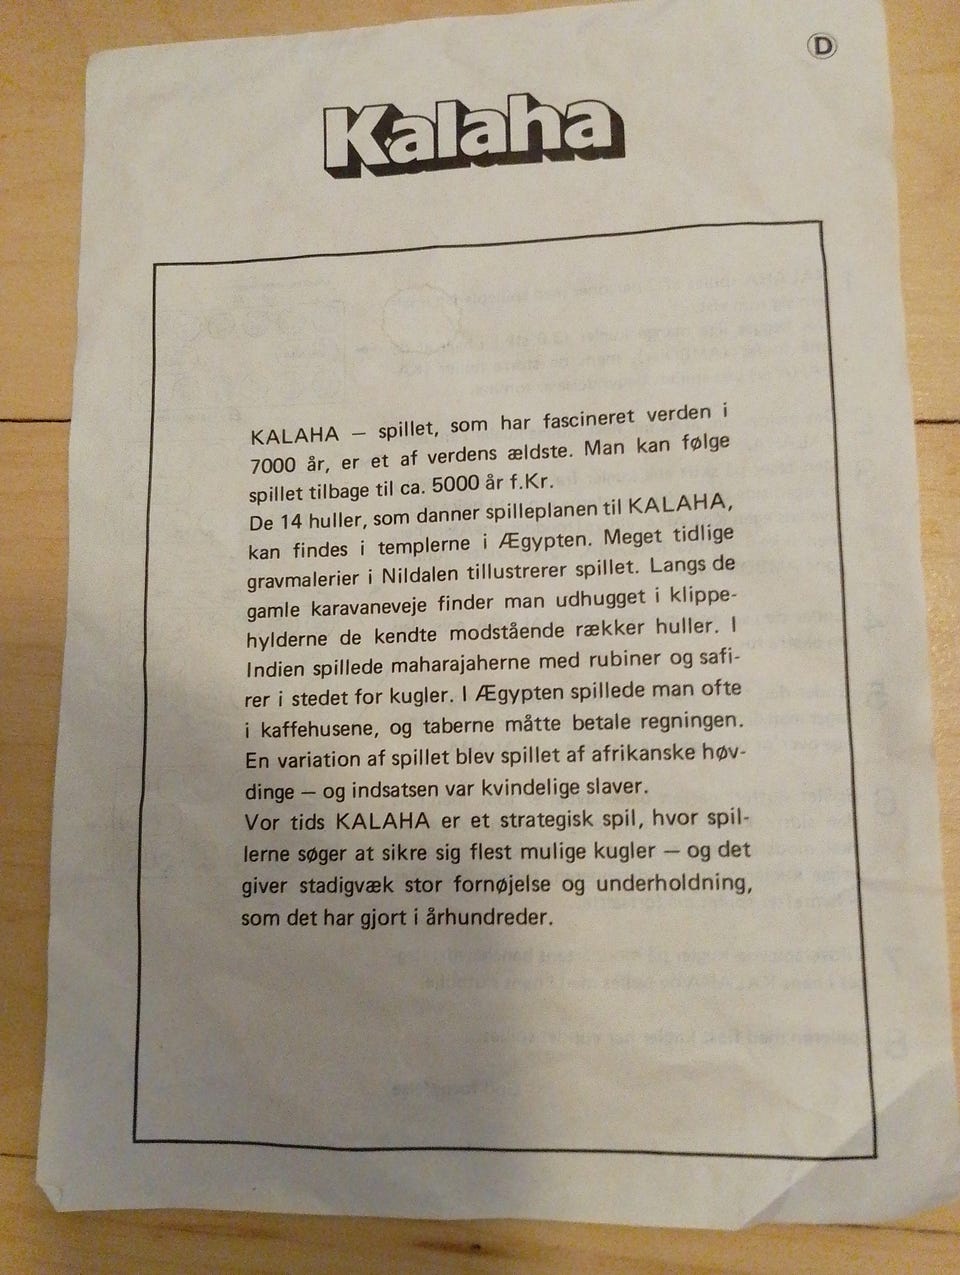 D
Kalaha
KALAHA — spillet, som har fascineret verden i
7000 år, er et af verdens ældste. Man kan følge
spillet tilbage til ca. 5000 år f.Kr.
De 14 huller, som danner spilleplanen til KALAHA,
kan findes i templerne i Ægypten. Meget tidlige
gravmalerier i Nildalen tillustrerer spillet. Langs de
gamle karavaneveje finder man udhugget i klippe-
hylderne de kendte modstående rækker huller. I
Indien spillede maharajaherne med rubiner og safi-
rer i stedet for kugler. I Ægypten spillede man ofte
i kaffehusene, og taberne måtte betale regningen.
En variation af spillet blev spillet af afrikanske høv-
dinge — og indsatsen var kvindelige slaver.
Vor tids KALAHA er et strategisk spil, hvor spil-
lerne søger at sikre sig flest mulige kugler — og det
giver stadigvæk stor fornøjelse og underholdning,
som det har gjort i århundreder.